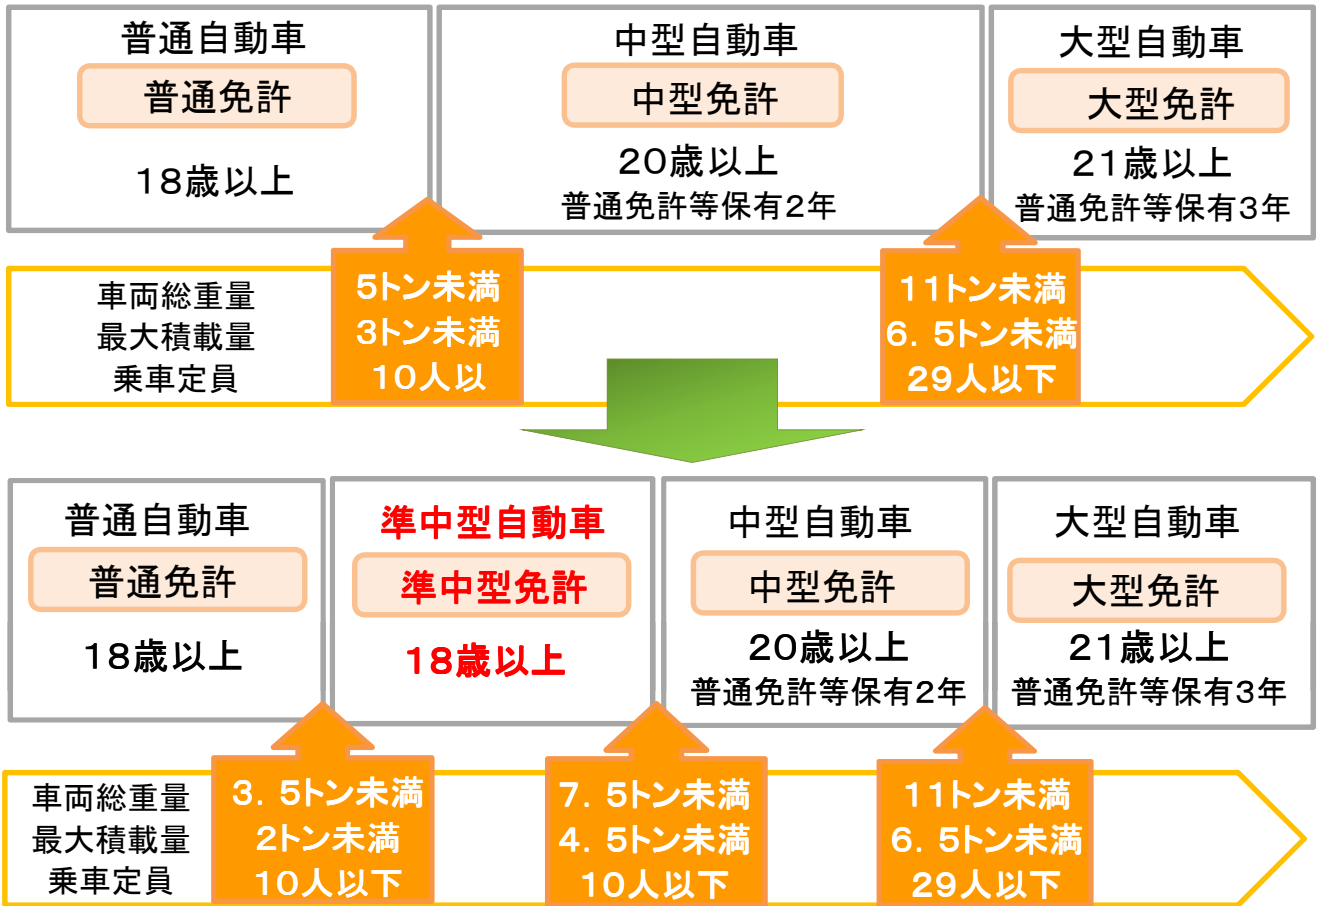 普通自動車
普通免許
18歳以上
中型自動車
中型免許
20歳以上
普通免許等保有2年
大型自動車
大型免許
21歳以上
普通免許等保有3年
車両総重量
最大積載量
乗車定員
5トン未満
3トン未満
10人以
11トン未満
6. 5トン未満
29人以下
普通自動車
普通免許
18歳以上
準中型自動車
準中型免許
18歳以上
中型自動車
中型免許
20歳以上
普通免許等保有2年
大型自動車
大型免許
21歳以上
普通免許等保有3年
車両総重量
最大積載量
乗車定員
3. 5トン未満
2トン未満
10人以下
7. 5トン未満
4. 5トン未満
10人以下
11トン未満
6. 5トン未満
29人以下